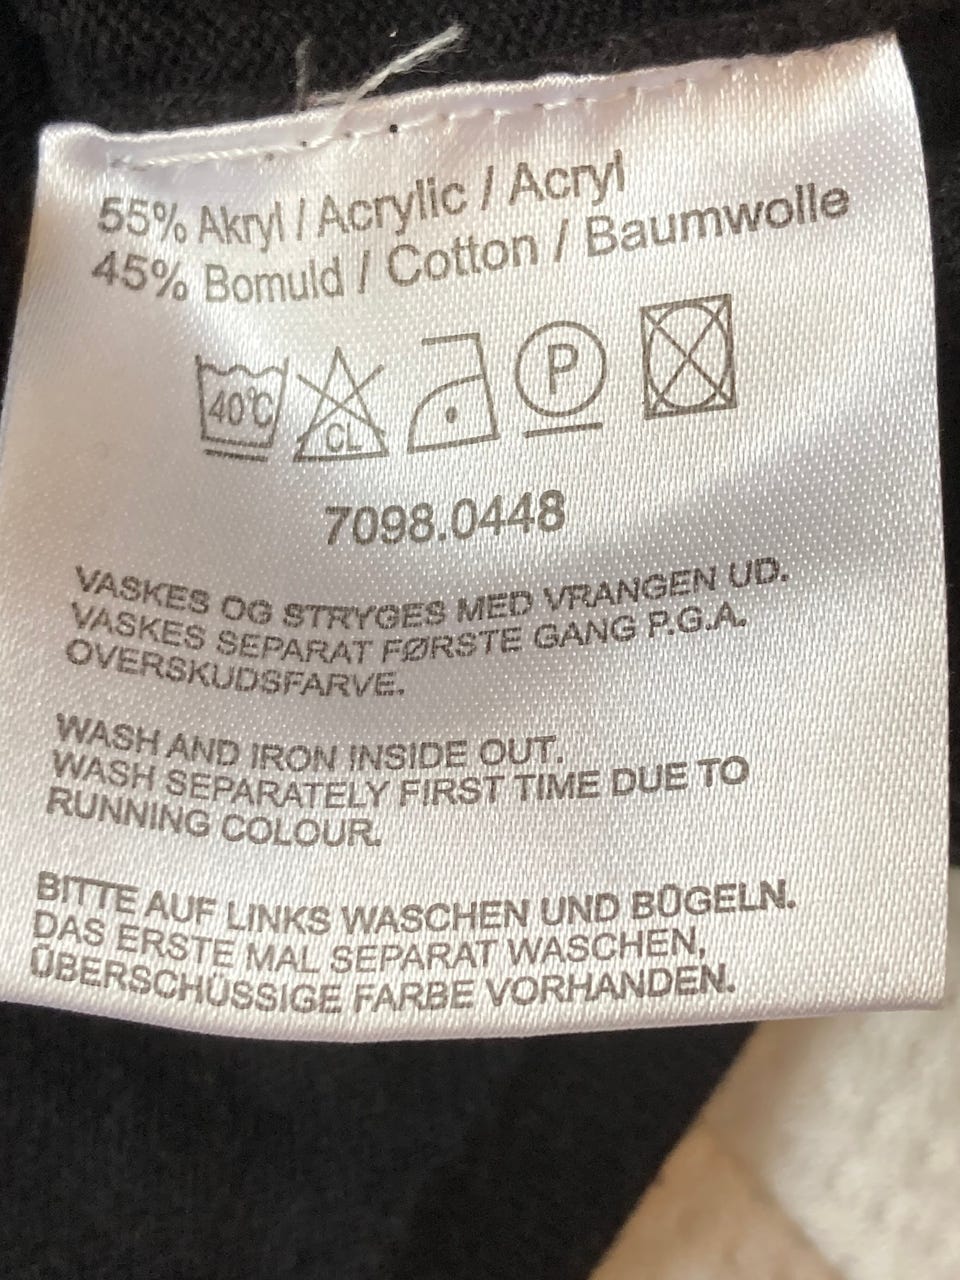 55% Akryl / Acrylic / Acryl
45% Bomuld / Cotton / Baumwolle
40°C CL P
7098.0448
VASKES OG STRYGES MED VRANGEN UD.
VASKES SEPARAT FØRSTE GANG P.G.A.
OVERSKUDSFARVE.
WASH AND IRON INSIDE OUT.
WASH SEPARATELY FIRST TIME DUE TO
RUNNING COLOUR.
BITTE AUF LINKS WASCHEN UND BÜGELN.
DAS ERSTE MAL SEPARAT WASCHEN,
ÜBERSCHÜSSIGE FARBE VORHANDEN.